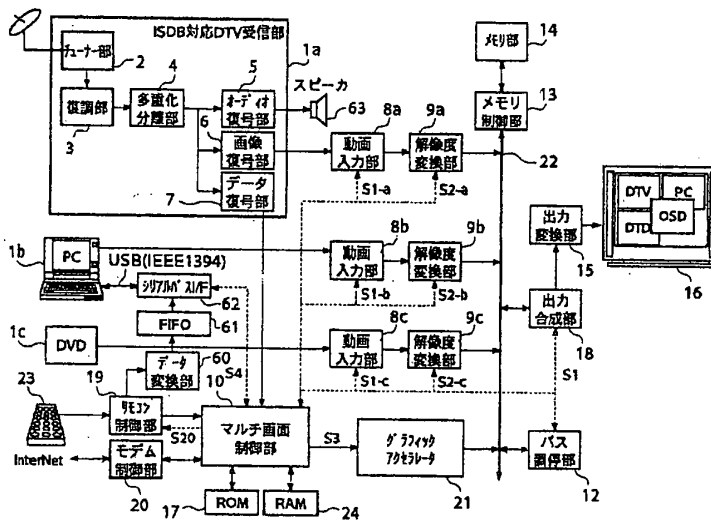 ISDB対応DTV受信部
チューナー部
2
1a
復調部
3
4
多重化
分離部
5
オーディオ
復号部
スピーカ
63
6
画像
復号部
7
データ
復号部
8a
動画
入力部
9a
解像度
変換部
S1-a
S2-a
メモリ部
14
13
メモリ
制御部
22
DTV
PC
DTD
OSD
16
出力
変換部
15
出力
合成部
18
S1
1b
PC
USB(IEEE1394)
シリアルバスI/F
62
FIFO
61
データ
変換部
60
S4
8b
動画
入力部
9b
解像度
変換部
S1-b
S2-b
1c
DVD
8c
動画
入力部
9c
解像度
変換部
S1-c
S2-c
23
19
リモコン
制御部
S20
InterNet
モデム
制御部
20
10
マルチ画面
制御部
S3
グラフィック
アクセラレータ
21
バス
調停部
12
17
ROM
RAM
24